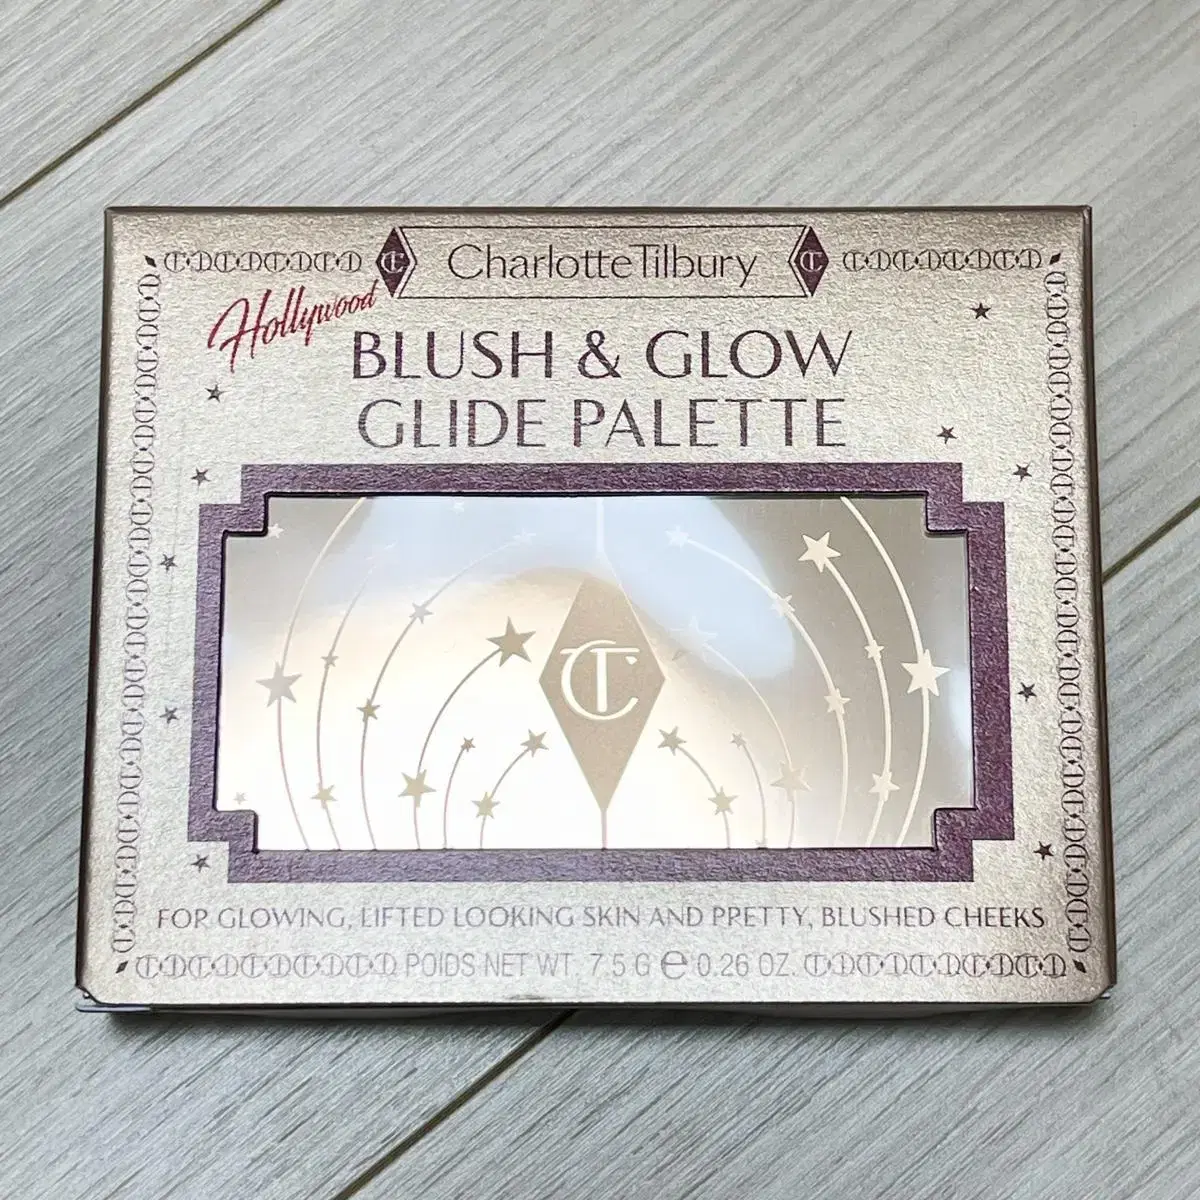 CharlotteTilbury
Hollywood
BLUSH & GLOW
GLIDE PALETTE
CT
FOR GLOWING, LIFTED LOOKING SKIN AND PRETTY, BLUSHED CHEEKS
POIDS NET WT. 7.5 G ℮ 0.26 OZ.